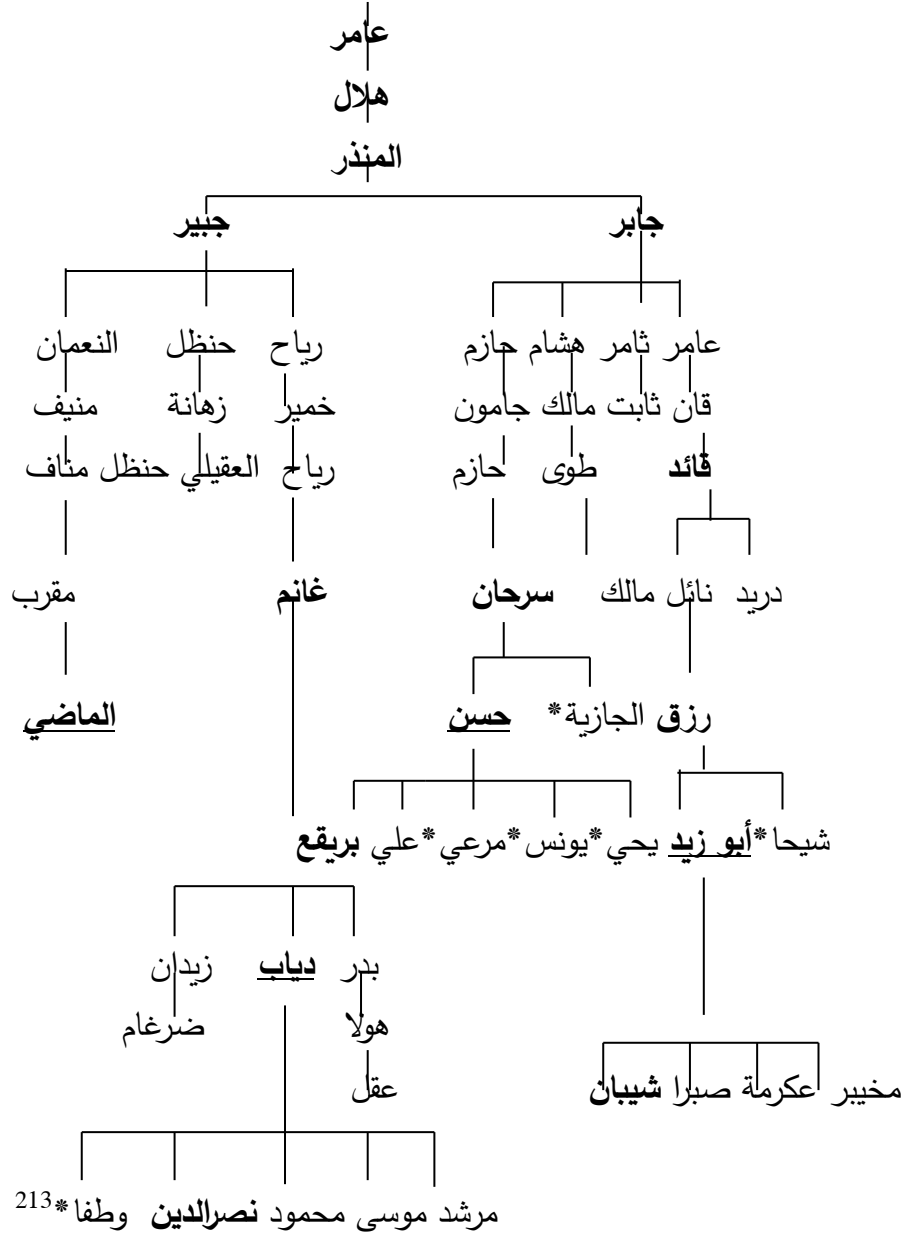 عامر
هلال
المنذر
جابر جبير
عامر ثامر هشام حازم رياح حنظل النعمان
قان ثابت مالك جامون خمير زهانة منيف
قائد طوى حازم رياح العقيلي حنظل مناف
دريد نائل مالك سرحان غانم مقرب
رزق الجازية* حسن الماضي
شيحا*أبو زيد يحي*يونس*مرعي*علي بريقع
بدر دياب زيدان
هولا ضرغام
مخيبر عكرمة صبرا شيبان عقل
مرشد موسى محمود نصرالدين وطفا*213